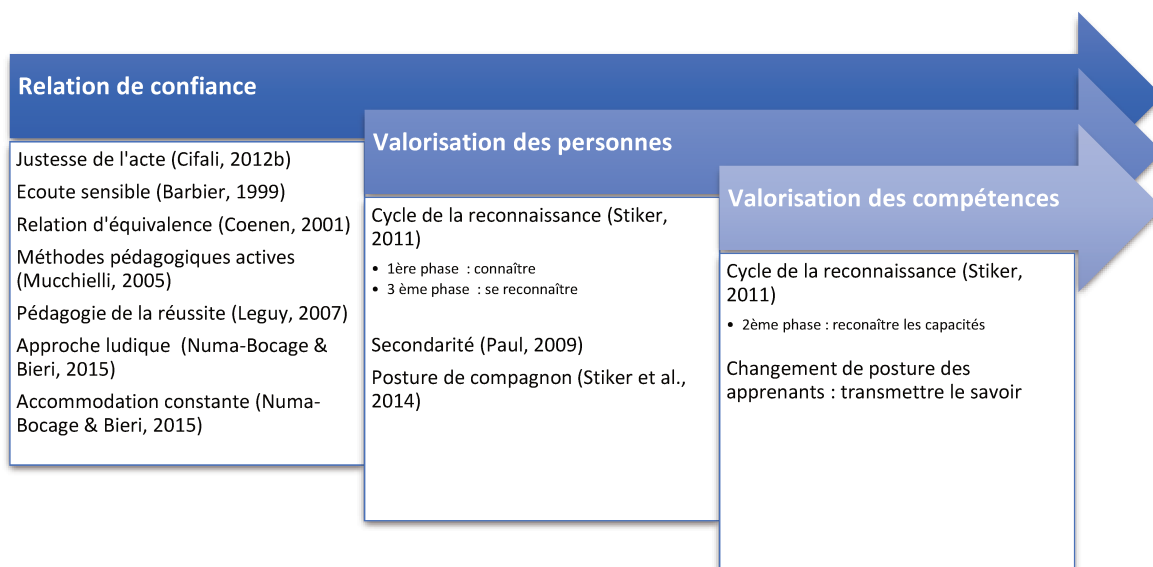 Relation de confiance
Justesse de l'acte (Cifali, 2012b)
Ecoute sensible (Barbier, 1999)
Relation d'équivalence (Coenen, 2001)
Méthodes pédagogiques actives
(Mucchielli, 2005)
Pédagogie de la réussite (Leguy, 2007)
Approche ludique  (Numa-Bocage &
Bieri, 2015)
Accommodation constante (Numa-
Bocage & Bieri, 2015)
Valorisation des personnes
Cycle de la reconnaissance (Stiker,
2011)
• 1ère phase  : connaître
• 3 ème phase  : se reconnaître
Secondarité (Paul, 2009)
Posture de compagnon (Stiker et al.,
2014)
Valorisation des compétences
Cycle de la reconnaissance (Stiker,
2011)
• 2ème phase : reconaître les capacités
Changement de posture des
apprenants : transmettre le savoir